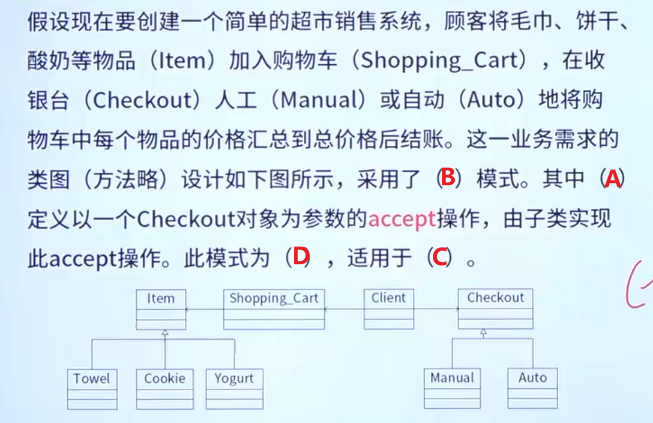 假设现在要创建一个简单的超市销售系统，顾客将毛巾、饼干、
酸奶等物品（Item）加入购物车（Shopping_Cart），在收
银台（Checkout）人工（Manual）或自动（Auto）地将购
物车中每个物品的价格汇总到总价格后结账。这一业务需求的
类图（方法略）设计如下图所示，采用了（B）模式。其中（A）
定义以一个Checkout对象为参数的accept操作，由子类实现
此accept操作。此模式为（D），适用于（C）。
Item Shopping_Cart Client Checkout
Towel Cookie Yogurt Manual Auto